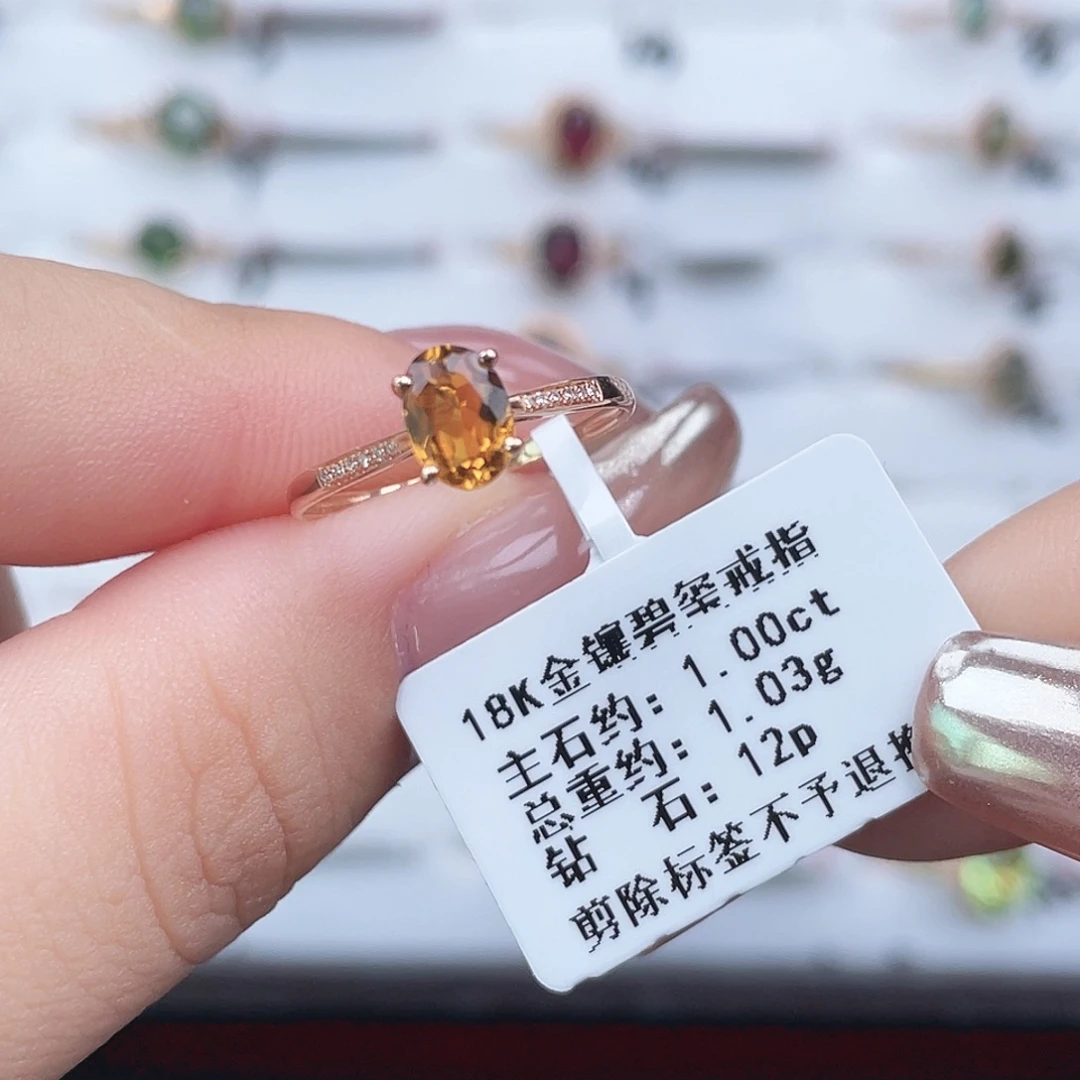 18K金镶碧玺戒指
主石约: 1.00ct
总重约: 1.03g
钻 石: 12p
剪除标签不予退换